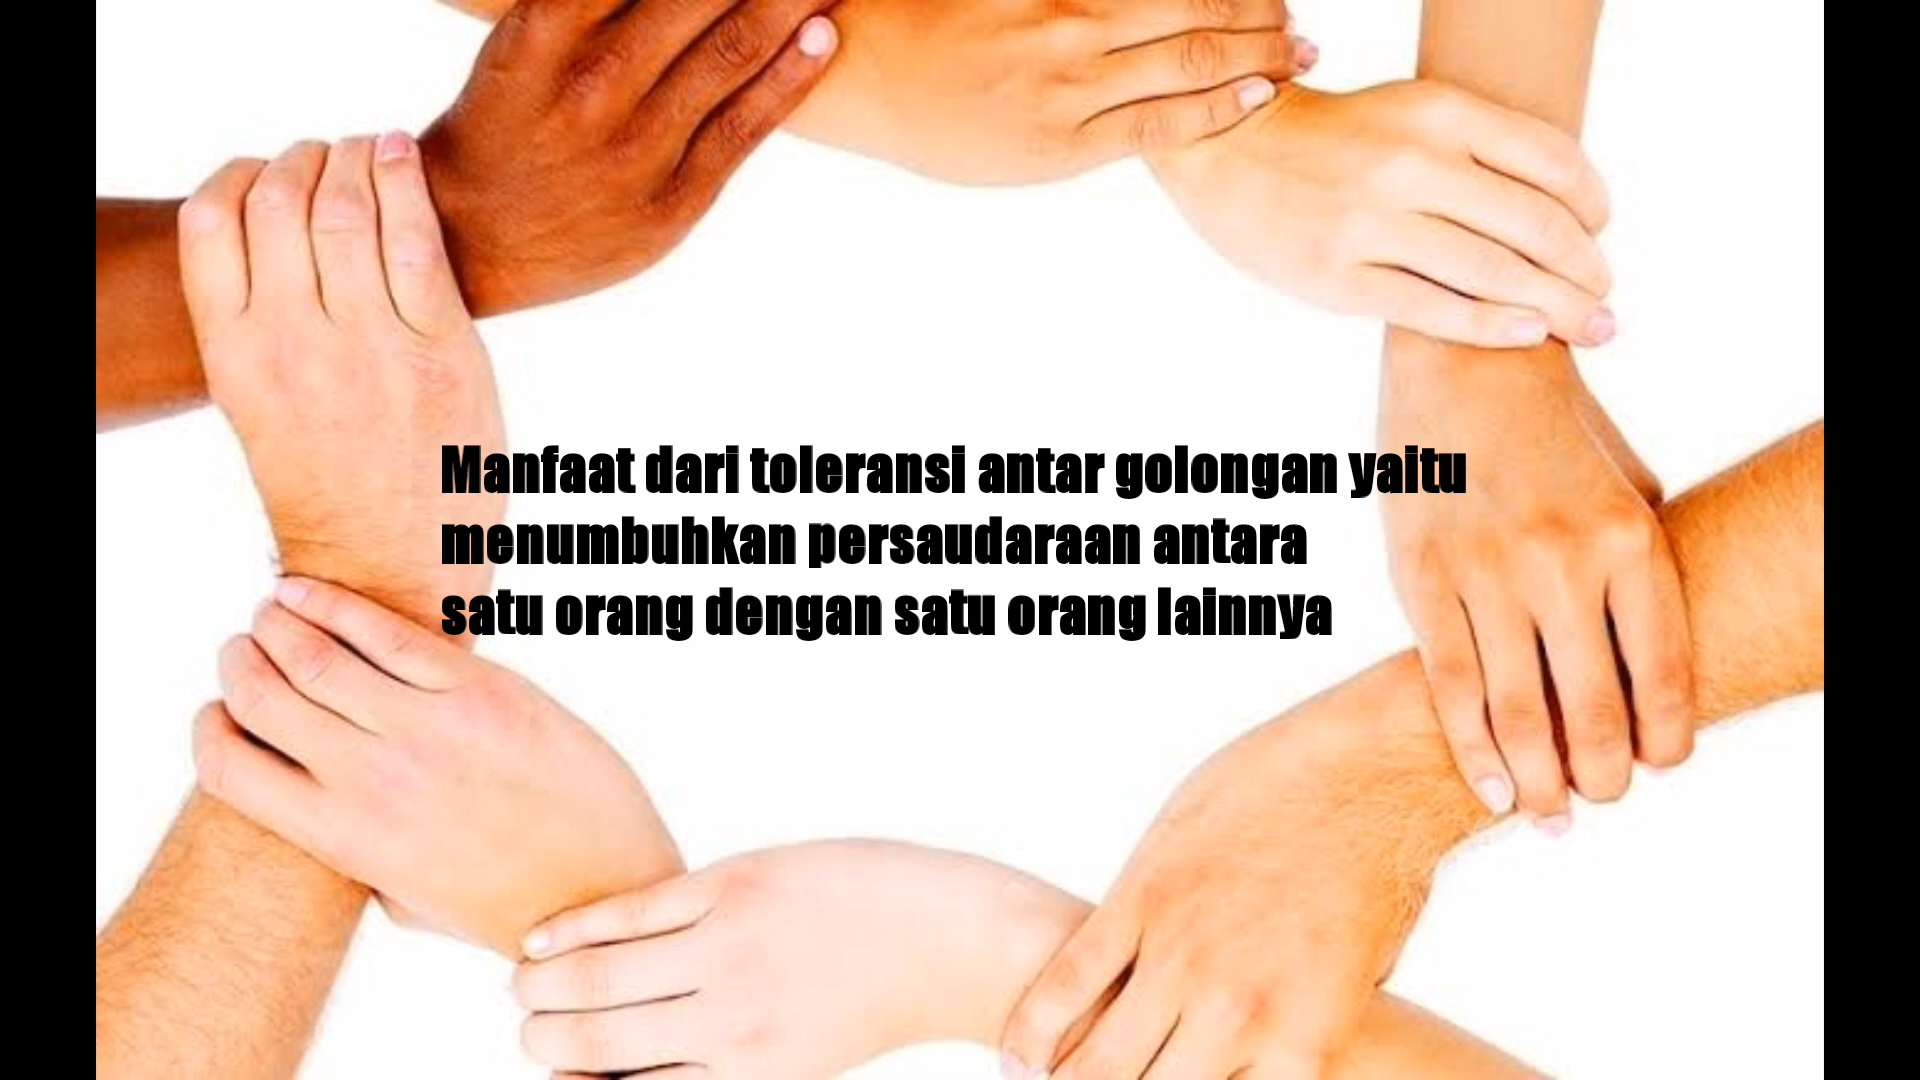 Manfaat dari toleransi antar golongan yaitu
menumbuhkan persaudaraan antara
satu orang dengan satu orang lainnya